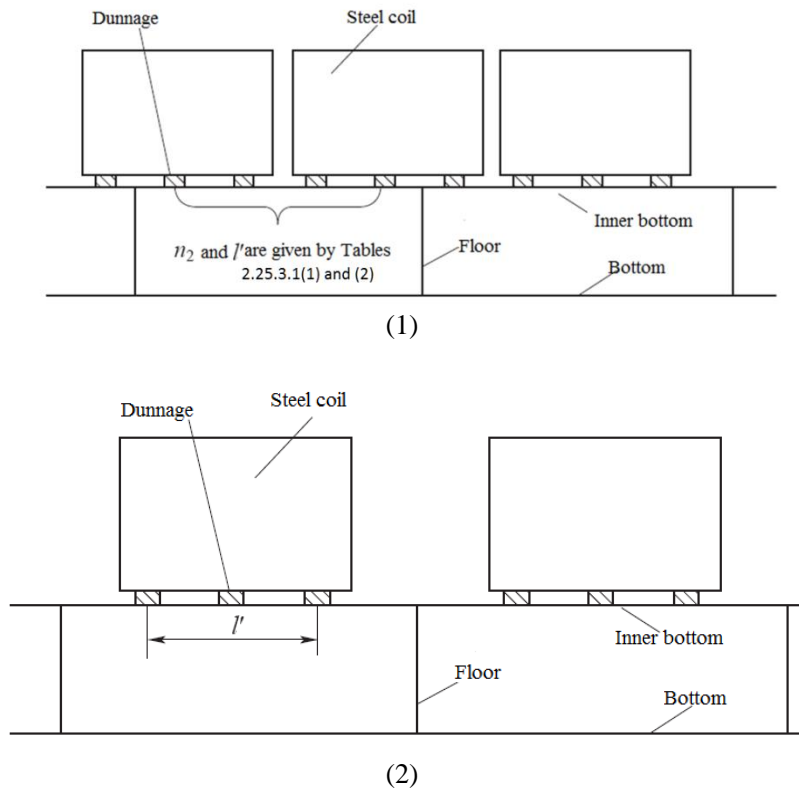 Dunnage
Steel coil
Inner bottom
n₂ and l' are given by Tables
2.25.3.1(1) and (2)
Floor
Bottom
(1)
Steel coil
Dunnage
l'
Inner bottom
Floor
Bottom
(2)